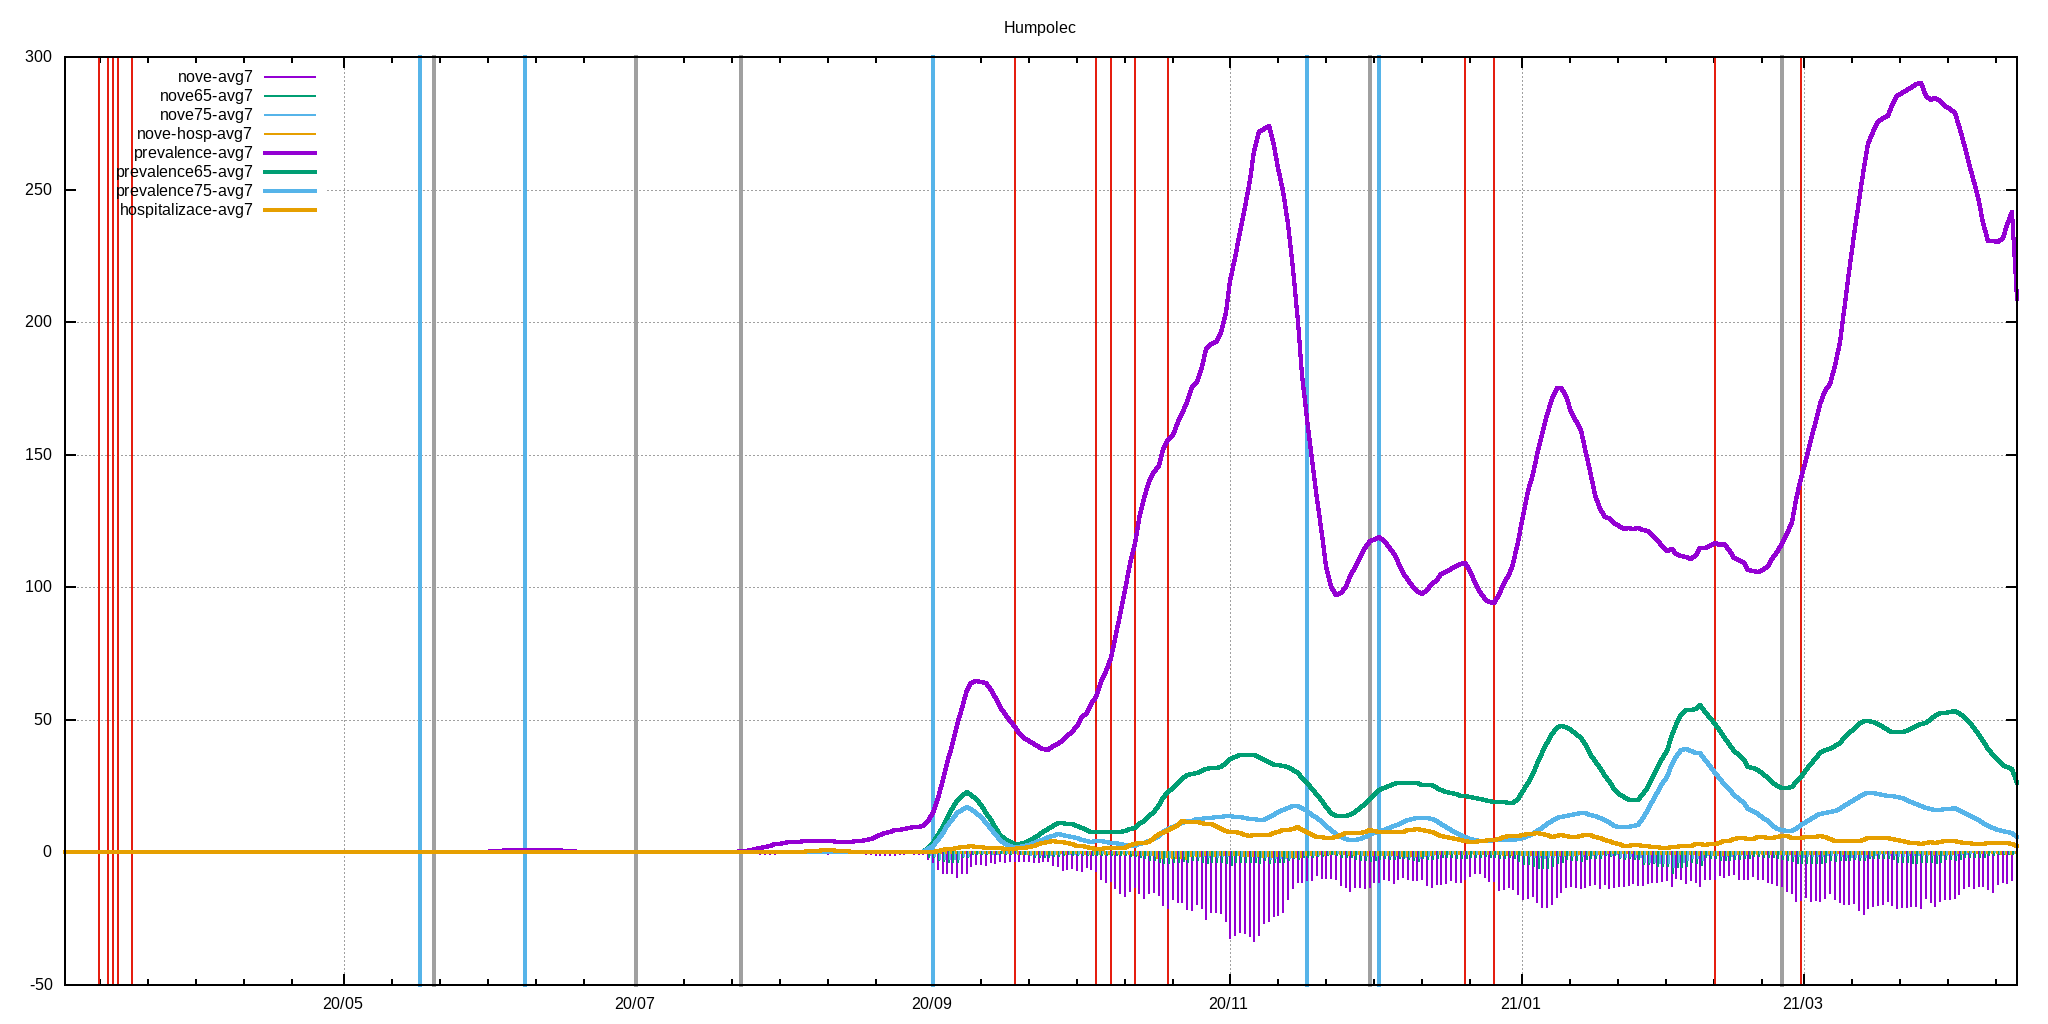 Humpolec
300
250
200
150
100
50
0
-50
nove-avg7
nove65-avg7
nove75-avg7
nove-hosp-avg7
prevalence-avg7
prevalence65-avg7
prevalence75-avg7
hospitalizace-avg7
20/05 20/07 20/09 20/11 21/01 21/03